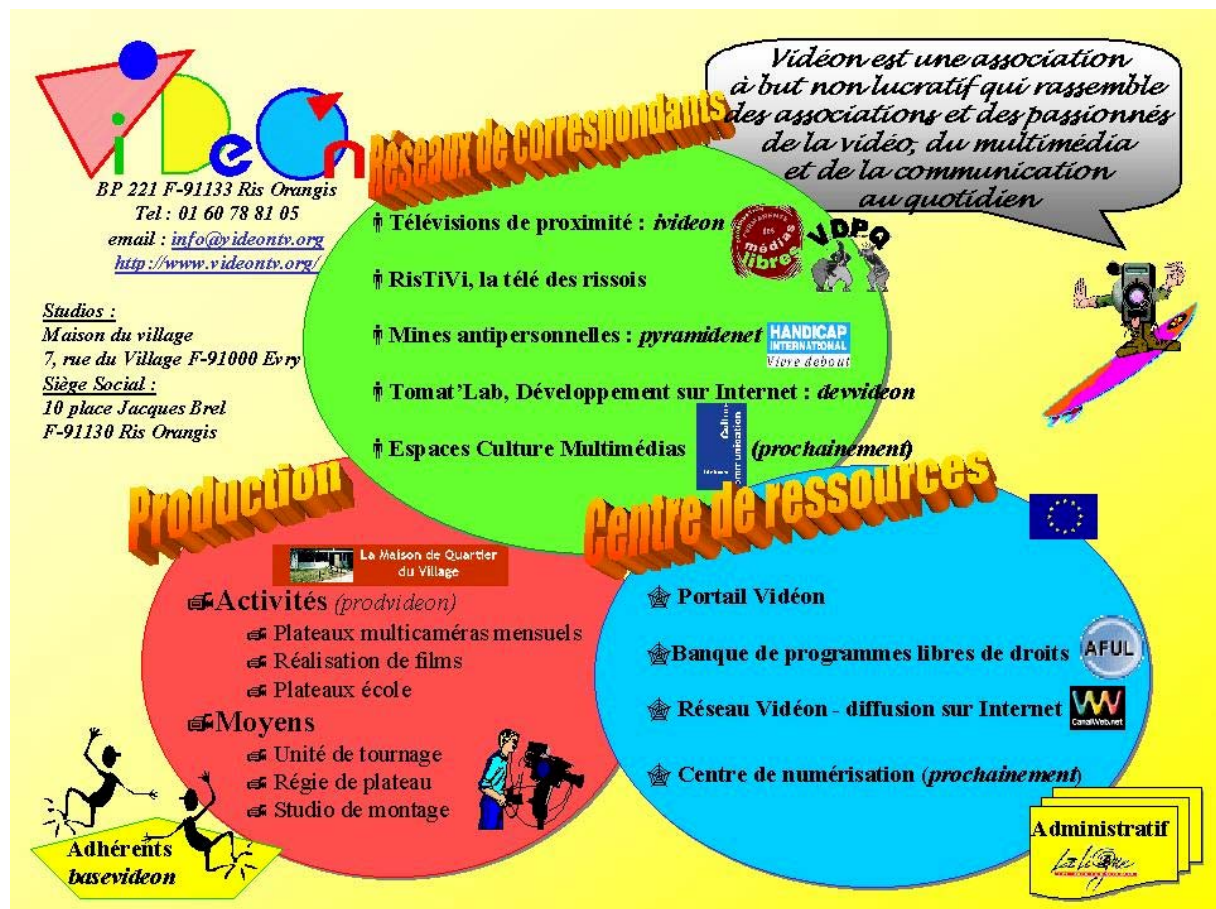 ViDeOn
BP 221 F-91133 Ris Orangis
Tel : 01 60 78 81 05
email : info@videontv.org
http://www.videontv.org/
Studios :
Maison du village
7, rue du Village F-91000 Evry
Siège Social :
10 place Jacques Brel
F-91130 Ris Orangis
Vidéon est une association
à but non lucratif qui rassemble
des associations et des passionnés
de la vidéo, du multimédia
et de la communication
au quotidien
Réseaux de correspondants
Télévisions de proximité : ivideon
PERMANENTE
des
médias
libres
VDPQ
RisTiVi, la télé des rissois
Mines antipersonnelles : pyramidenet
HANDICAP
INTERNATIONAL
Vivre debout
Tomat'Lab, Développement sur Internet : devvideon
Espaces Culture Multimédias (prochainement)
Production
La Maison de Quartier
du Village
Activités (prodvideon)
Plateaux multicaméras mensuels
Réalisation de films
Plateaux école
Moyens
Unité de tournage
Régie de plateau
Studio de montage
Centre de ressources
Portail Vidéon
Banque de programmes libres de droits
AFUL
Réseau Vidéon - diffusion sur Internet
CanalWeb.net
Centre de numérisation (prochainement)
Adhérents
basevideon
Administratif